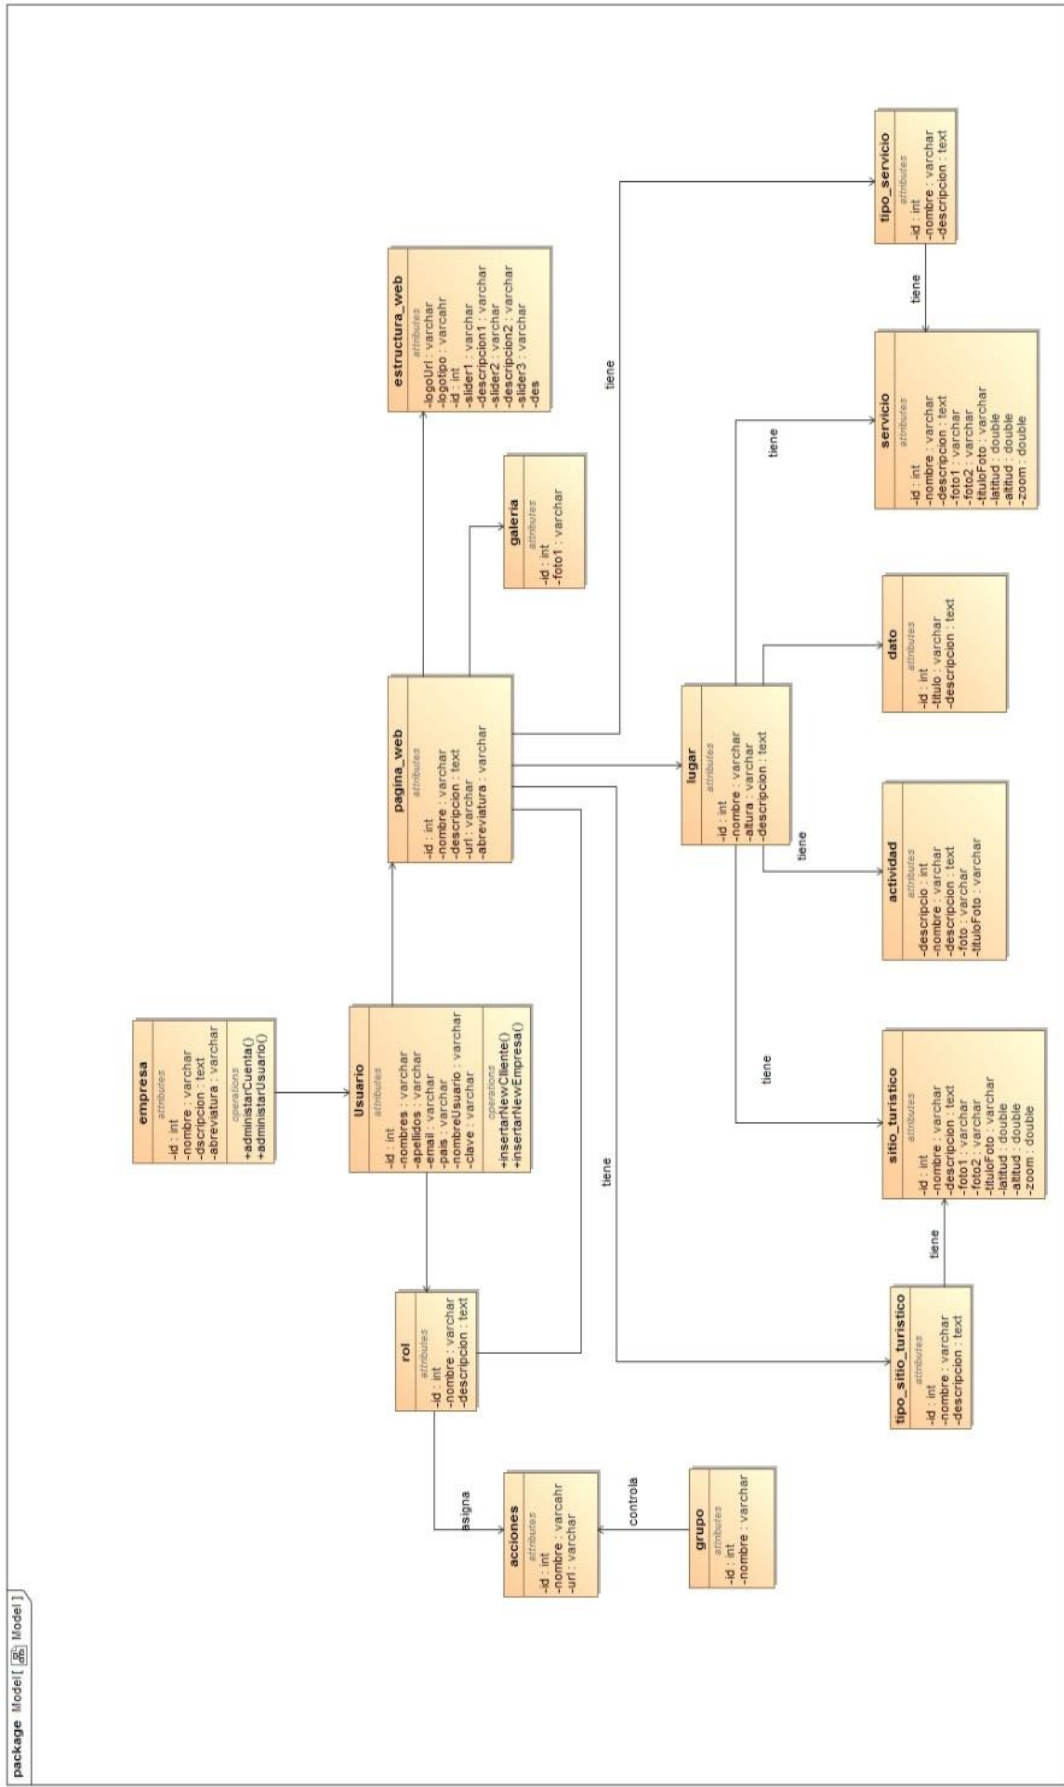 package Model [ Model ]
empresa
attributes
-id : int
-nombre : varchar
-dscripcion : text
-abreviatura : varchar
operations
+administarCuenta()
+administarUsuario()
Usuario
attributes
-id : int
-nombres : varchar
-apellidos : varchar
-email : varchar
-pais : varchar
-nombreUsuario : varchar
-clave : varchar
operations
+insertarNewCliente()
+insertarNewEmpresa()
rol
attributes
-id : int
-nombre : varchar
-descripcion : text
pagina_web
attributes
-id : int
-nombre : varchar
-descripcion : text
-url : varchar
-abreviatura : varchar
estructura_web
attributes
-logoUrl : varchar
-logotipo : varcahr
-id : int
-slider1 : varchar
-descripcion1 : varchar
-slider2 : varchar
-descripcion2 : varchar
-slider3 : varchar
-des
asigna
acciones
attributes
-id : int
-nombre : varcahr
-url : varchar
galeria
attributes
-id : int
-foto1 : varchar
controla
tiene
tiene
grupo
attributes
-id : int
-nombre : varchar
lugar
attributes
-id : int
-nombre : varchar
-altura : varchar
-descripcion : text
tiene
tiene
tiene
tipo_sitio_turistico
attributes
-id : int
-nombre : varchar
-descripcion : text
tiene
sitio_turistico
attributes
-id : int
-nombre : varchar
-descripcion : text
-foto1 : varchar
-foto2 : varchar
-tituloFoto : varchar
-latitud : double
-altitud : double
-zoom : double
actividad
attributes
-descripcio : int
-nombre : varchar
-descripcion : text
-foto : varchar
-tituloFoto : varchar
dato
attributes
-id : int
-titulo : varchar
-descripcion : text
servicio
attributes
-id : int
-nombre : varchar
-descripcion : text
-foto1 : varchar
-foto2 : varchar
-tituloFoto : varchar
-latitud : double
-altitud : double
-zoom : double
tiene
tipo_servicio
attributes
-id : int
-nombre : varchar
-descripcion : text